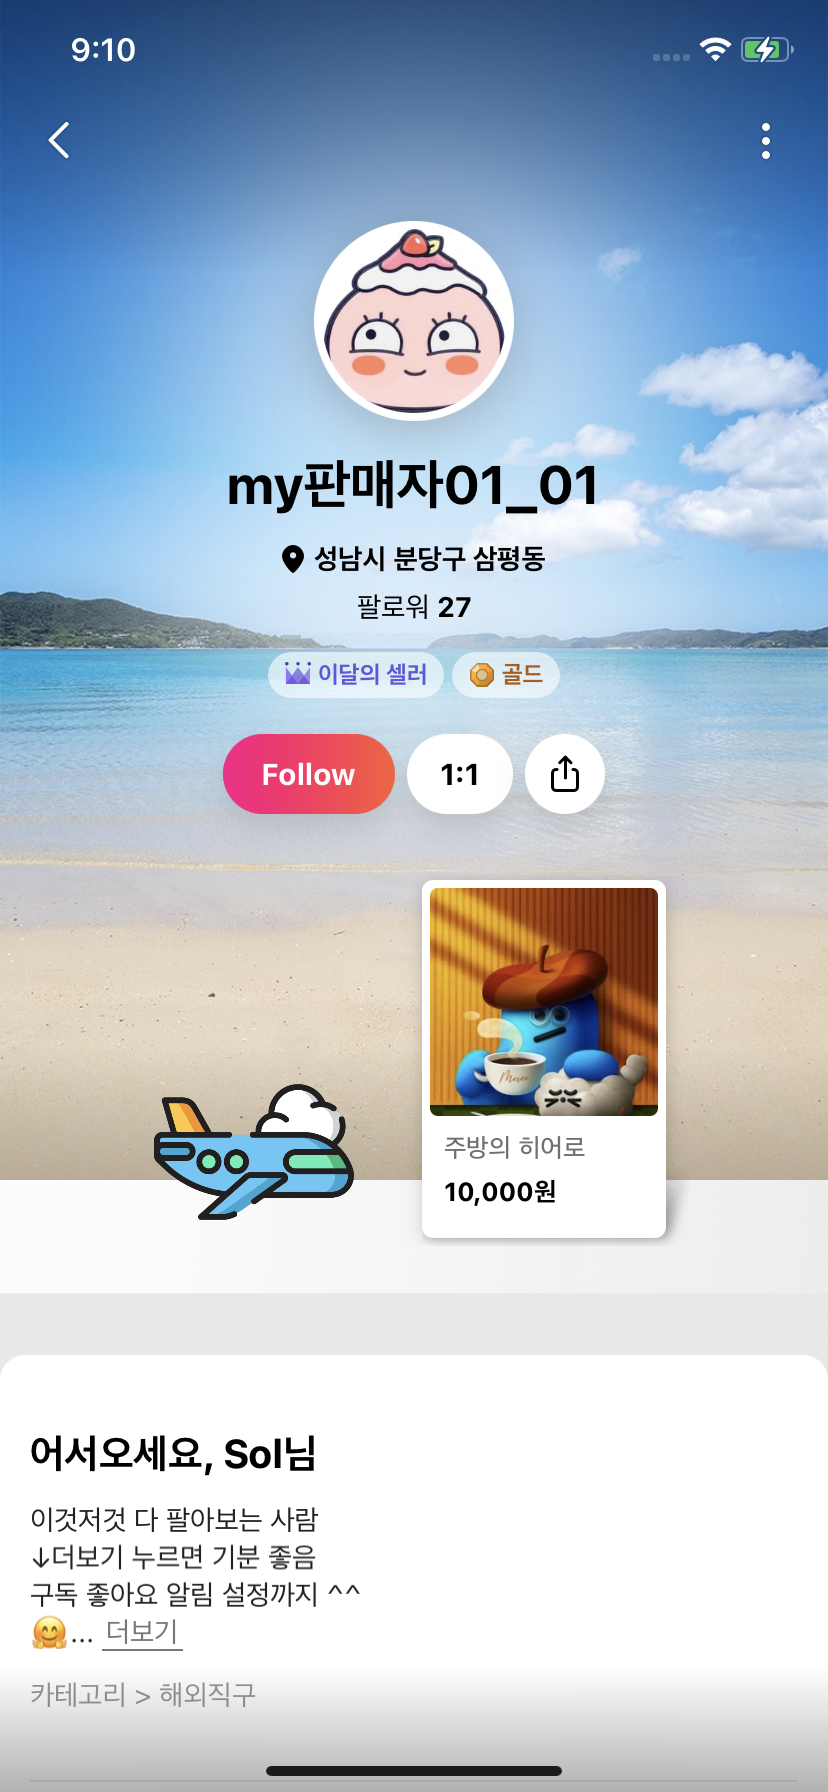 9:10
my판매자01_01
성남시 분당구 삼평동
팔로워 27
이달의 셀러 골드
Follow 1:1
주방의 히어로
10,000원
어서오세요, Sol님
이것저것 다 팔아보는 사람
↓더보기 누르면 기분 좋음
구독 좋아요 알림 설정까지 ^^
🤗... 더보기
카테고리 > 해외직구